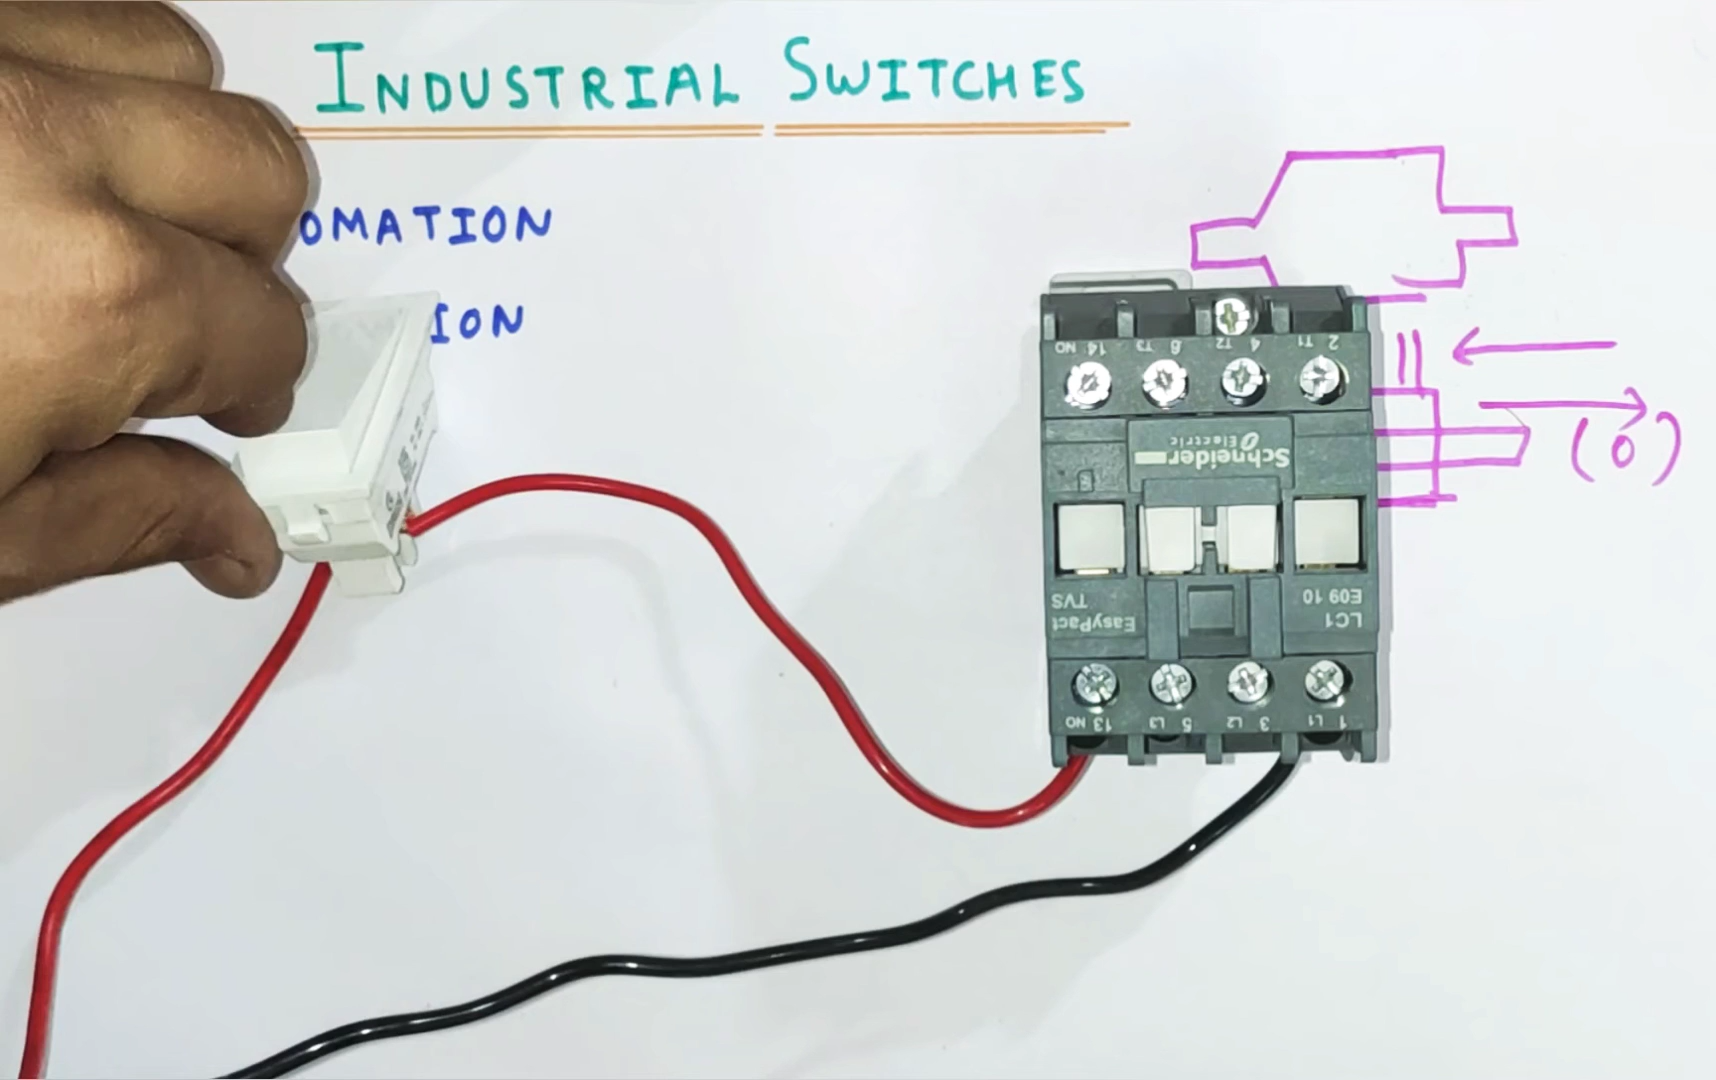 INDUSTRIAL SWITCHES
OMATION
ION
NO 14 T3 6 T2 4 T1 2
Schneider
Electric
(ō)
TVS
EasyPact
E09 10
LC1
NO 13 L3 5 L2 3 L1 1